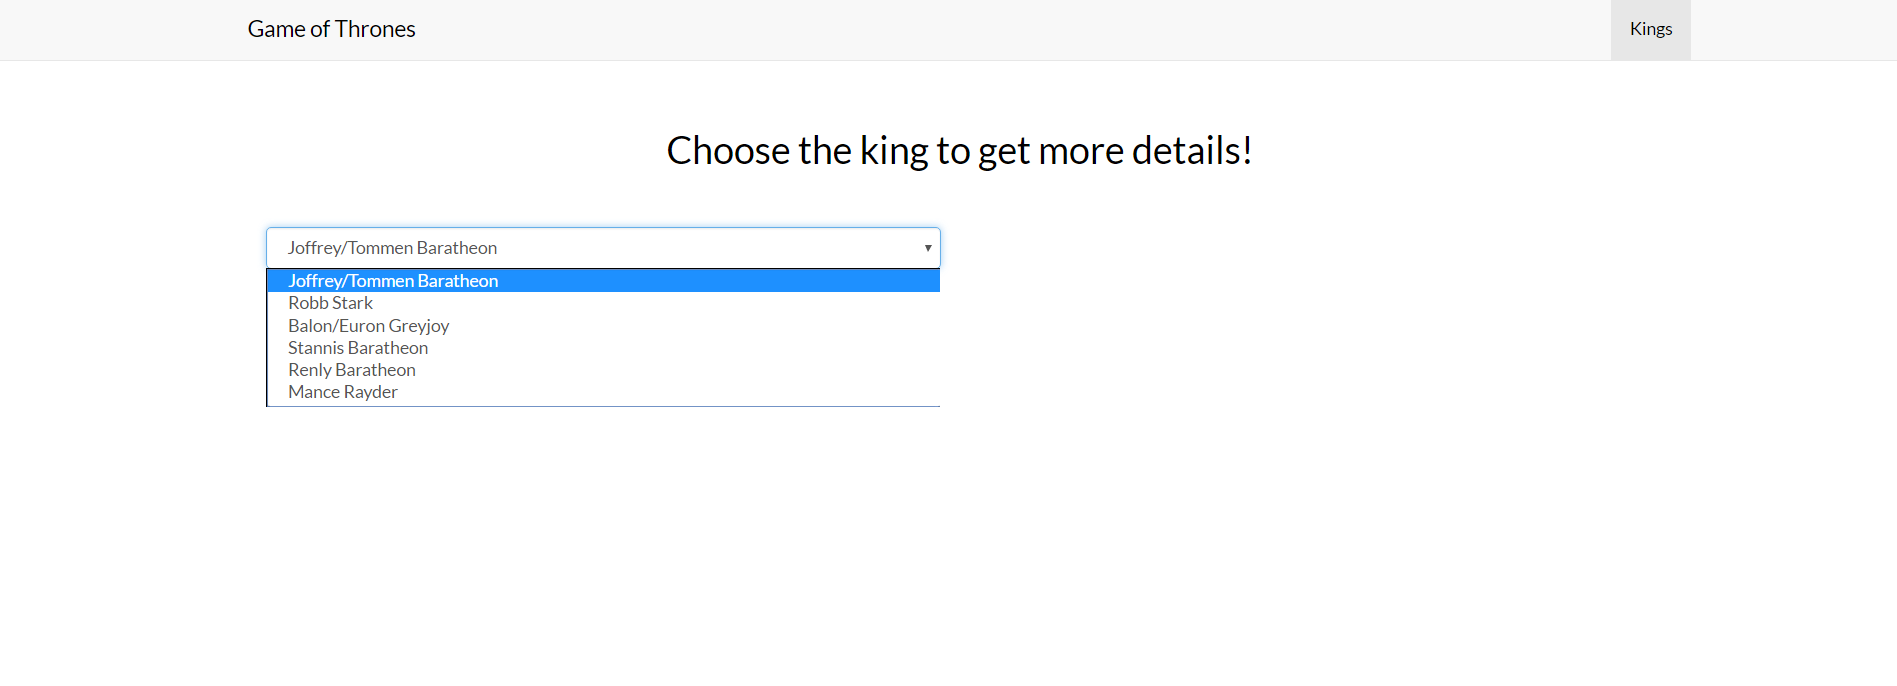 Game of Thrones
Kings
Choose the king to get more details!
Joffrey/Tommen Baratheon
Joffrey/Tommen Baratheon
Robb Stark
Balon/Euron Greyjoy
Stannis Baratheon
Renly Baratheon
Mance Rayder